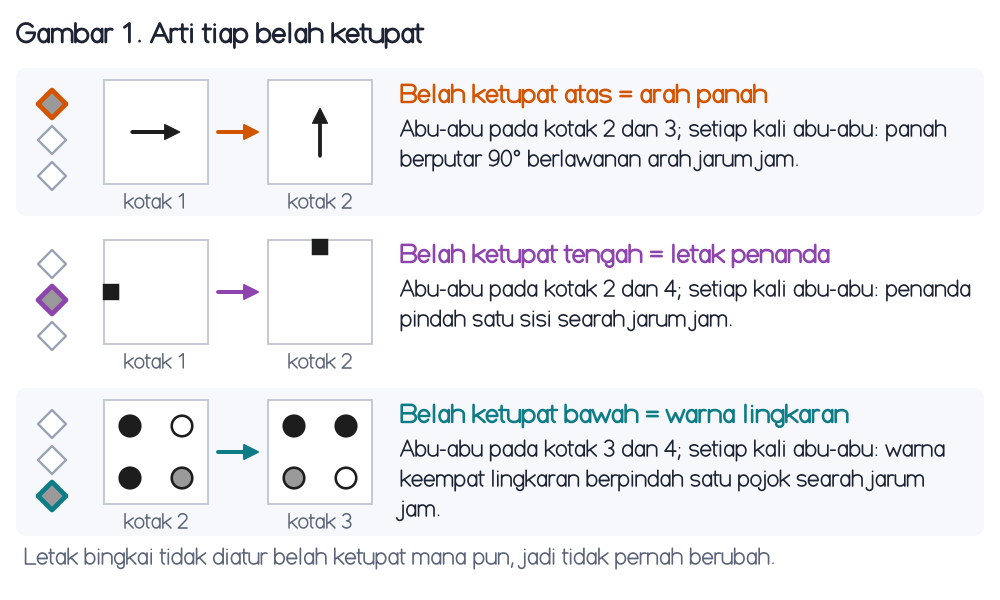 Gambar 1. Arti tiap belah ketupat
Belah ketupat atas = arah panah
Abu-abu pada kotak 2 dan 3; setiap kali abu-abu: panah
berputar 90° berlawanan arah jarum jam.
kotak 1
kotak 2
Belah ketupat tengah = letak penanda
Abu-abu pada kotak 2 dan 4; setiap kali abu-abu: penanda
pindah satu sisi searah jarum jam.
kotak 1
kotak 2
Belah ketupat bawah = warna lingkaran
Abu-abu pada kotak 3 dan 4; setiap kali abu-abu: warna
keempat lingkaran berpindah satu pojok searah jarum
jam.
kotak 2
kotak 3
Letak bingkai tidak diatur belah ketupat mana pun, jadi tidak pernah berubah.